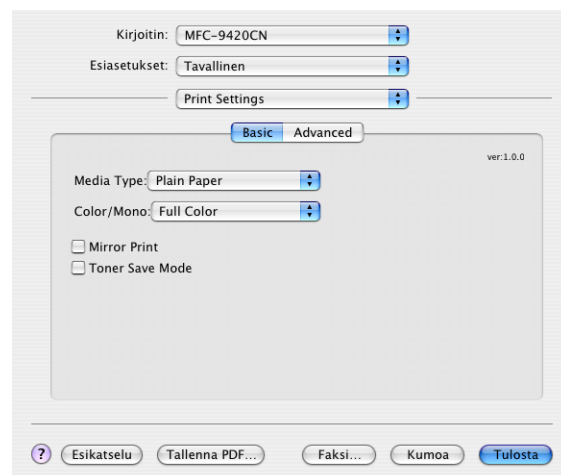 Kirjoitin: MFC-9420CN
Esiasetukset: Tavallinen
Print Settings
Basic Advanced
ver:1.0.0
Media Type: Plain Paper
Color/Mono: Full Color
Mirror Print
Toner Save Mode
? Esikatselu Tallenna PDF... Faksi... Kumoa Tulosta